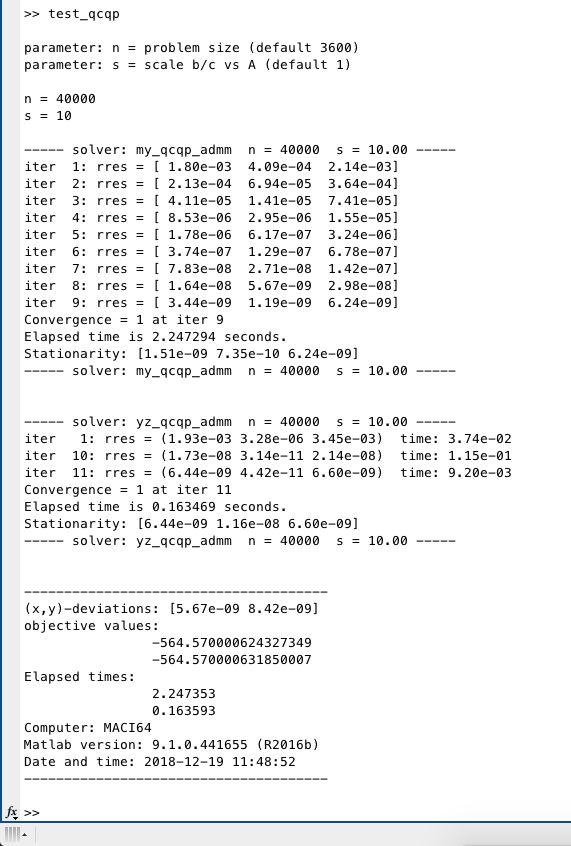 >> test_qcqp
parameter: n = problem size (default 3600)
parameter: s = scale b/c vs A (default 1)
n = 40000
s = 10
----- solver: my_qcqp_admm  n = 40000  s = 10.00 -----
iter  1: rres = [ 1.80e-03  4.09e-04  2.14e-03]
iter  2: rres = [ 2.13e-04  6.94e-05  3.64e-04]
iter  3: rres = [ 4.11e-05  1.41e-05  7.41e-05]
iter  4: rres = [ 8.53e-06  2.95e-06  1.55e-05]
iter  5: rres = [ 1.78e-06  6.17e-07  3.24e-06]
iter  6: rres = [ 3.74e-07  1.29e-07  6.78e-07]
iter  7: rres = [ 7.83e-08  2.71e-08  1.42e-07]
iter  8: rres = [ 1.64e-08  5.67e-09  2.98e-08]
iter  9: rres = [ 3.44e-09  1.19e-09  6.24e-09]
Convergence = 1 at iter 9
Elapsed time is 2.247294 seconds.
Stationarity: [1.51e-09 7.35e-10 6.24e-09]
----- solver: my_qcqp_admm  n = 40000  s = 10.00 -----
----- solver: yz_qcqp_admm  n = 40000  s = 10.00 -----
iter   1: rres = (1.93e-03 3.28e-06 3.45e-03)  time: 3.74e-02
iter  10: rres = (1.73e-08 3.14e-11 2.14e-08)  time: 1.15e-01
iter  11: rres = (6.44e-09 4.42e-11 6.60e-09)  time: 9.20e-03
Convergence = 1 at iter 11
Elapsed time is 0.163469 seconds.
Stationarity: [6.44e-09 1.16e-08 6.60e-09]
----- solver: yz_qcqp_admm  n = 40000  s = 10.00 -----
--------------------------------------
(x,y)-deviations: [5.67e-09 8.42e-09]
objective values:
-564.570000624327349
-564.570000631850007
Elapsed times:
2.247353
0.163593
Computer: MACI64
Matlab version: 9.1.0.441655 (R2016b)
Date and time: 2018-12-19 11:48:52
--------------------------------------
fx >>